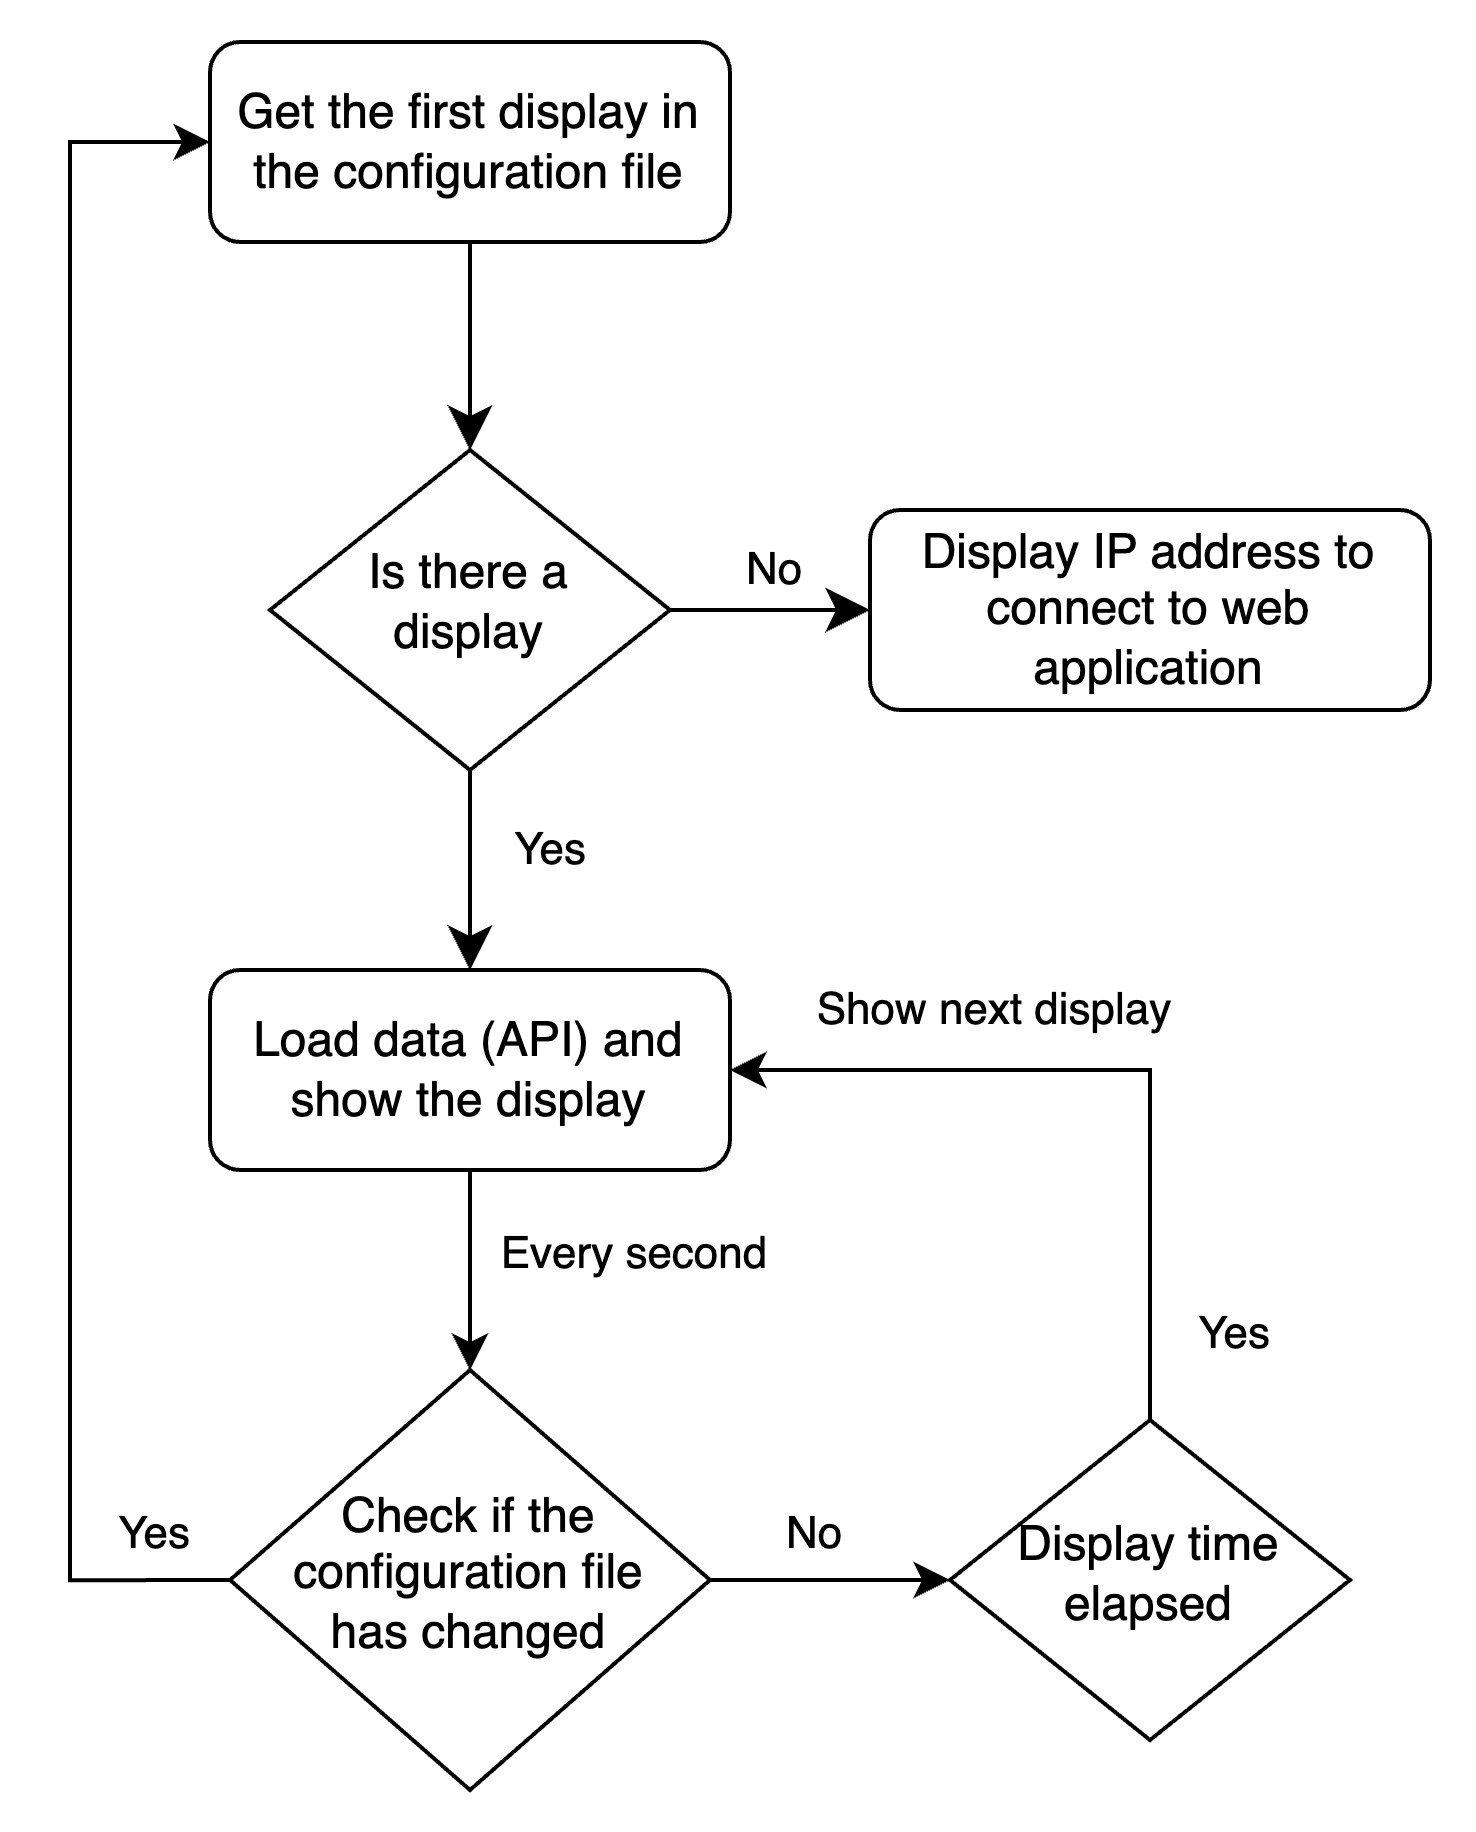 Get the first display in
the configuration file
Is there a
display
No
Display IP address to
connect to web
application
Yes
Load data (API) and
show the display
Show next display
Every second
Yes
Check if the
configuration file
has changed
Yes
No
Display time
elapsed